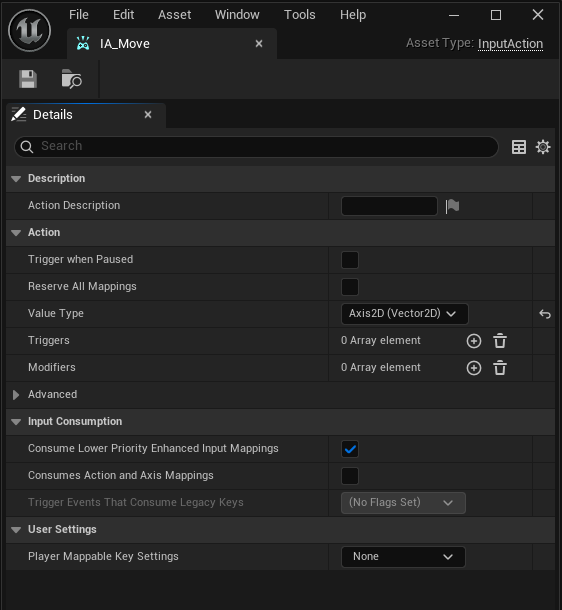 File Edit Asset Window Tools Help
IA_Move
Asset Type: InputAction
Details
Search
Description
Action Description
Action
Trigger when Paused
Reserve All Mappings
Value Type Axis2D (Vector2D)
Triggers 0 Array element
Modifiers 0 Array element
Advanced
Input Consumption
Consume Lower Priority Enhanced Input Mappings
Consumes Action and Axis Mappings
Trigger Events That Consume Legacy Keys (No Flags Set)
User Settings
Player Mappable Key Settings None